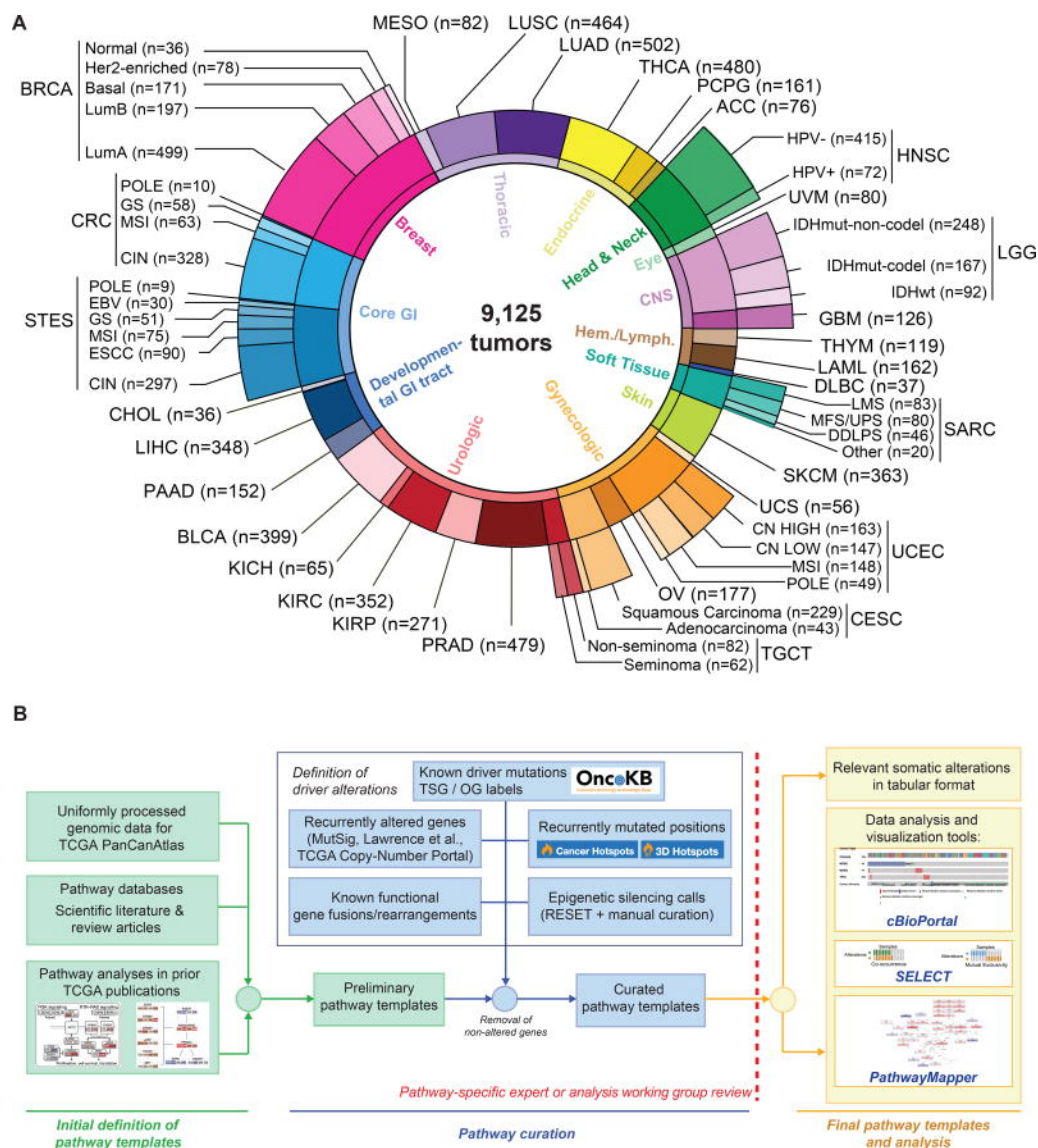 A
MESO (n=82)
LUSC (n=464)
LUAD (n=502)
THCA (n=480)
PCPG (n=161)
ACC (n=76)
BRCA
Normal (n=36)
Her2-enriched (n=78)
Basal (n=171)
LumB (n=197)
LumA (n=499)
CRC
POLE (n=10)
GS (n=58)
MSI (n=63)
CIN (n=328)
STES
POLE (n=9)
EBV (n=30)
GS (n=51)
MSI (n=75)
ESCC (n=90)
CIN (n=297)
CHOL (n=36)
LIHC (n=348)
PAAD (n=152)
BLCA (n=399)
KICH (n=65)
KIRC (n=352)
KIRP (n=271)
PRAD (n=479)
HPV- (n=415)
HPV+ (n=72)
HNSC
UVM (n=80)
IDHmut-non-codel (n=248)
IDHmut-codel (n=167)
IDHwt (n=92)
LGG
GBM (n=126)
THYM (n=119)
LAML (n=162)
DLBC (n=37)
LMS (n=83)
MFS/UPS (n=80)
DDLPS (n=46)
Other (n=20)
SARC
SKCM (n=363)
UCS (n=56)
CN HIGH (n=163)
CN LOW (n=147)
MSI (n=148)
POLE (n=49)
UCEC
OV (n=177)
Squamous Carcinoma (n=229)
Adenocarcinoma (n=43)
CESC
Non-seminoma (n=82)
Seminoma (n=62)
TGCT
Breast
Thoracic
Endocrine
Head & Neck
Eye
CNS
Hem./Lymph.
Soft Tissue
Skin
Gynecologic
Urologic
Developmen-
tal GI tract
Core GI
9,125
tumors
B
Uniformly processed
genomic data for
TCGA PanCanAtlas
Pathway databases
Scientific literature &
review articles
Pathway analyses in prior
TCGA publications
Initial definition of
pathway templates
Definition of
driver alterations
Known driver mutations
TSG / OG labels
OncoKB
Recurrently altered genes
(MutSig, Lawrence et al.,
TCGA Copy-Number Portal)
Recurrently mutated positions
Cancer Hotspots
3D Hotspots
Known functional
gene fusions/rearrangements
Epigenetic silencing calls
(RESET + manual curation)
Preliminary
pathway templates
Removal of
non-altered genes
Curated
pathway templates
Pathway-specific expert or analysis working group review
Pathway curation
Relevant somatic alterations
in tabular format
Data analysis and
visualization tools:
cBioPortal
Samples
Alterations
Co-occurrence
Samples
Alterations
Mutual Exclusivity
SELECT
PathwayMapper
Final pathway templates
and analysis